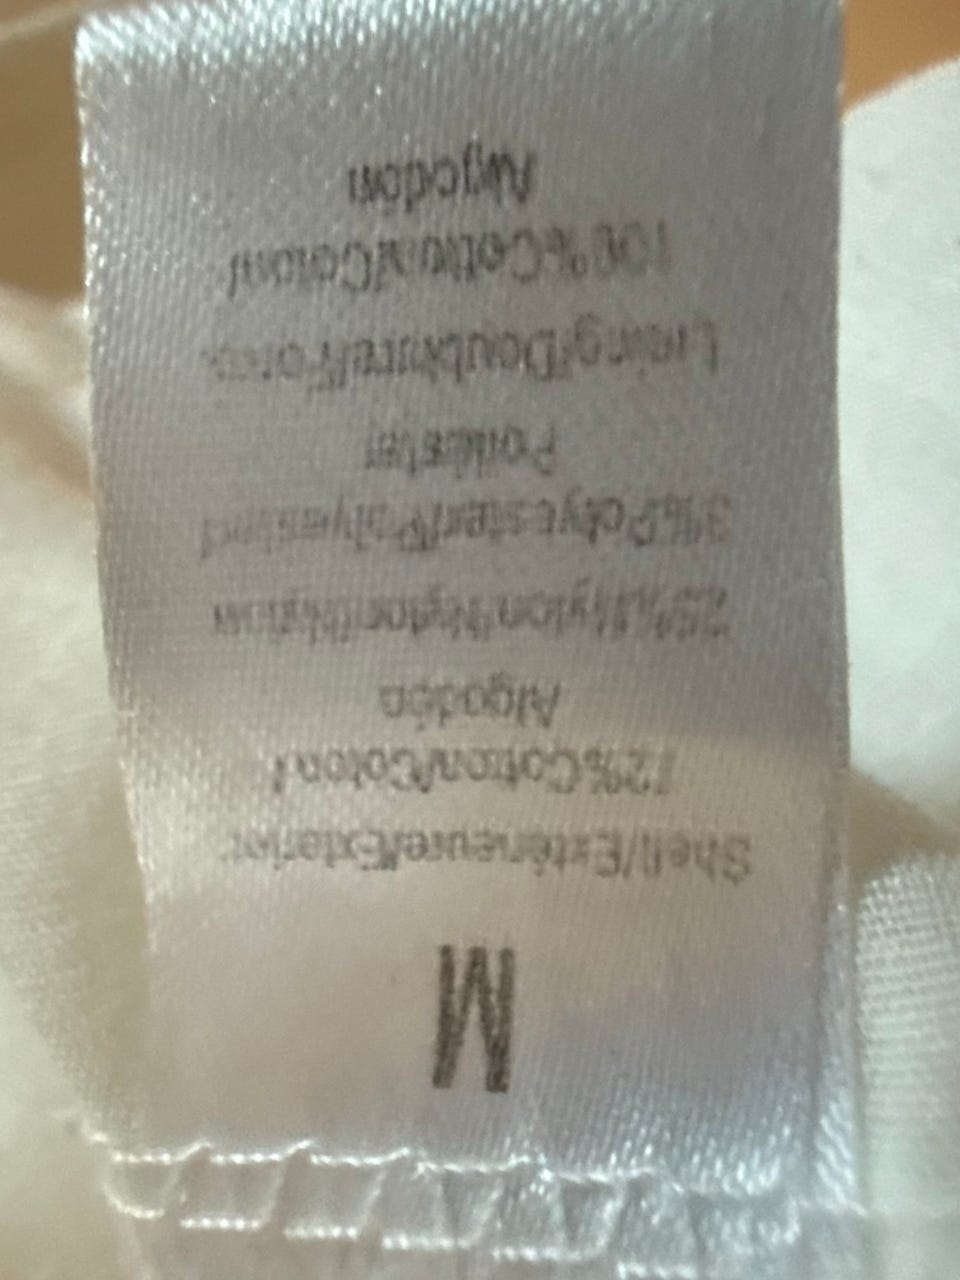 M
Shell/Extérieure/Exterior:
72%Cotton/Coton/
Algodón
25%Nylon/Nylon/Nylon
3%Polyester/Polyester/
Poliéster
Lining/Doublure/Forro:
100%Cotton/Coton/
Algodón